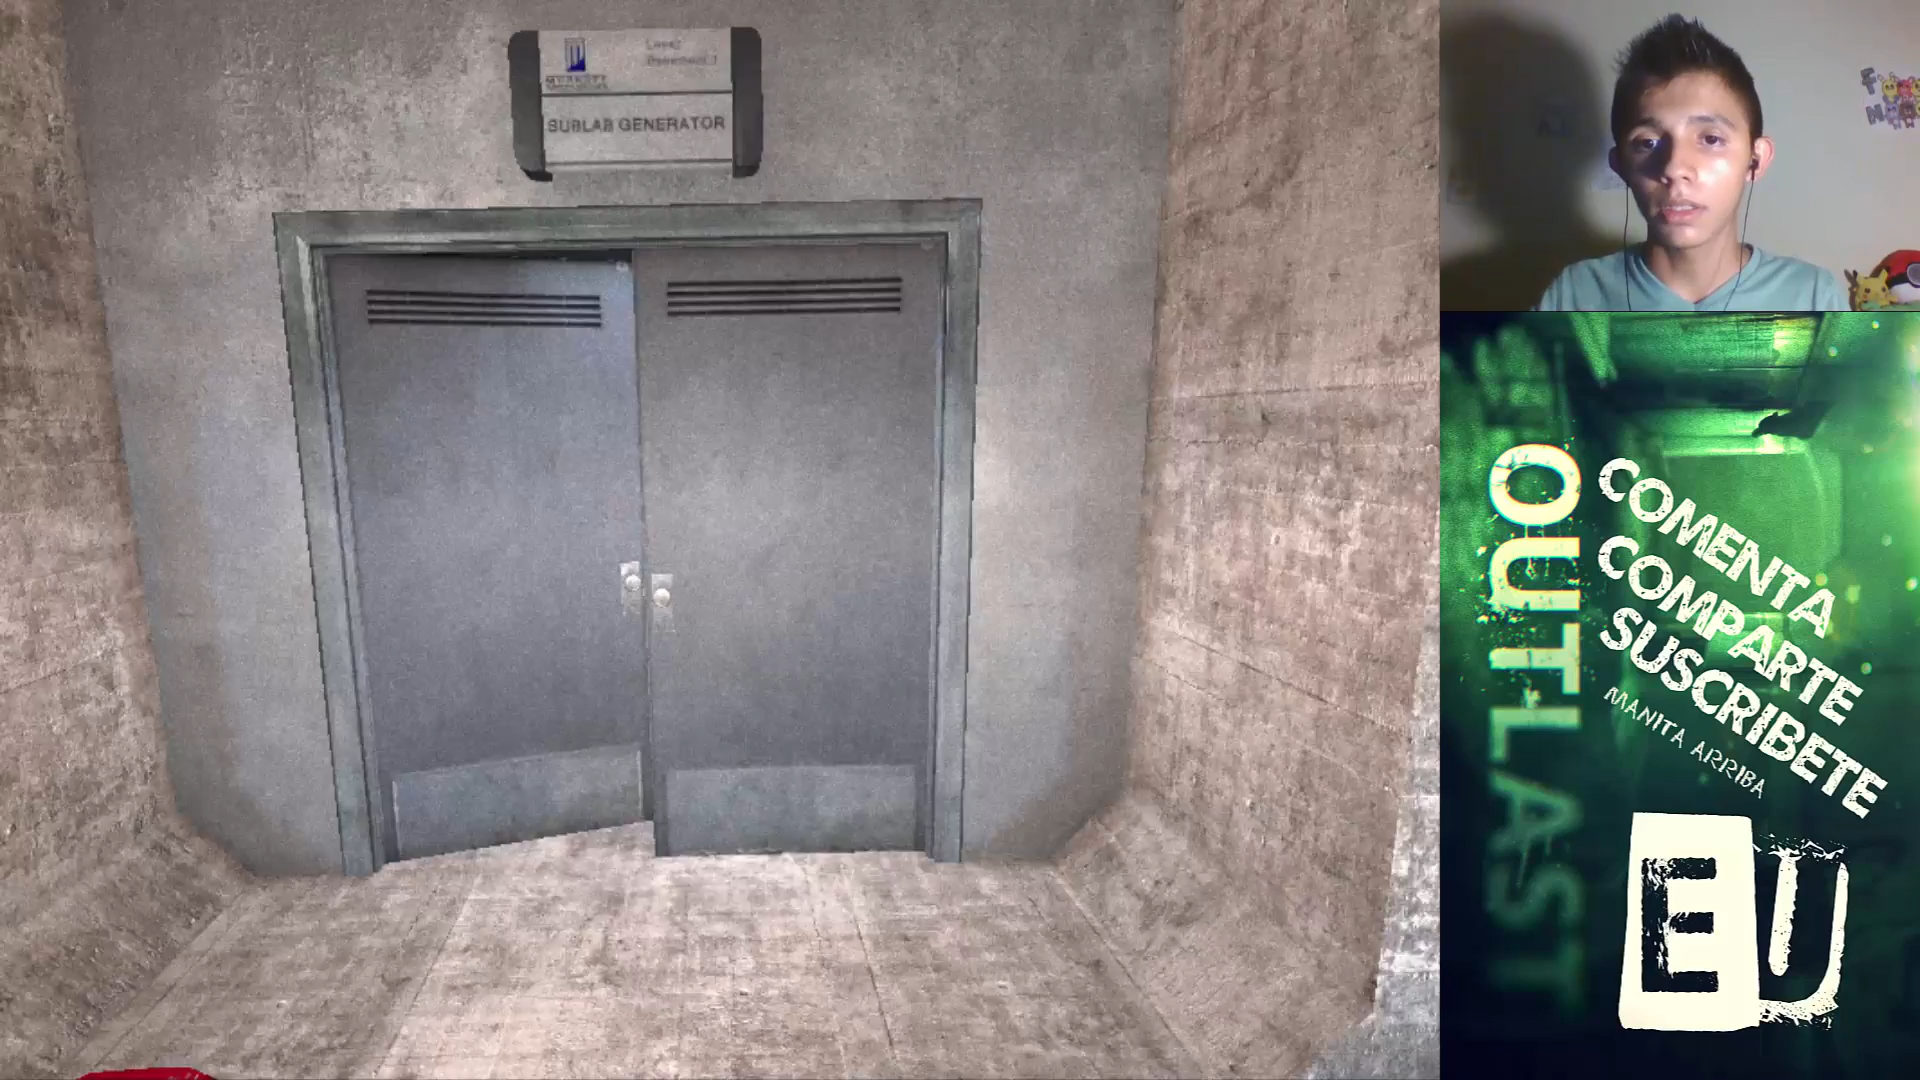 SUBLAB GENERATOR
OUTLAST
COMENTA
COMPARTE
SUSCRIBETE
MANITA ARRIBA
EU